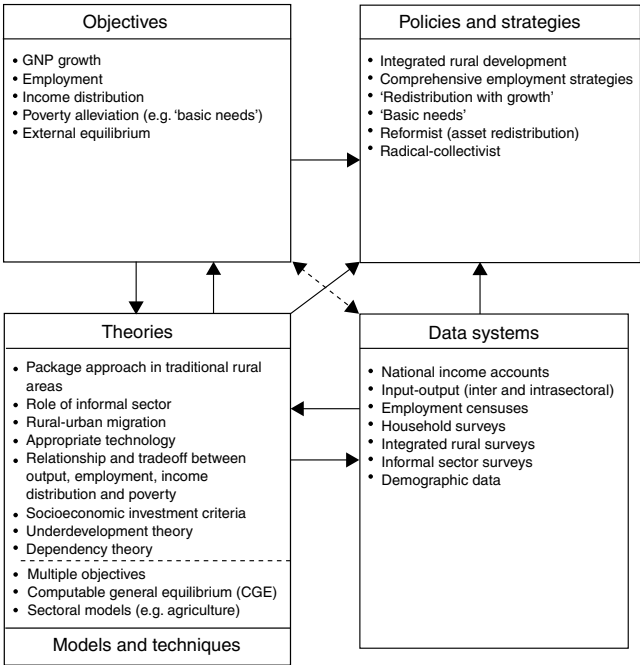 Objectives
• GNP growth
• Employment
• Income distribution
• Poverty alleviation (e.g. ‘basic needs’)
• External equilibrium
Policies and strategies
• Integrated rural development
• Comprehensive employment strategies
• ‘Redistribution with growth’
• ‘Basic needs’
• Reformist (asset redistribution)
• Radical-collectivist
Theories
• Package approach in traditional rural
areas
• Role of informal sector
• Rural-urban migration
• Appropriate technology
• Relationship and tradeoff between
output, employment, income
distribution and poverty
• Socioeconomic investment criteria
• Underdevelopment theory
• Dependency theory
• Multiple objectives
• Computable general equilibrium (CGE)
• Sectoral models (e.g. agriculture)
Models and techniques
Data systems
• National income accounts
• Input-output (inter and intrasectoral)
• Employment censuses
• Household surveys
• Integrated rural surveys
• Informal sector surveys
• Demographic data